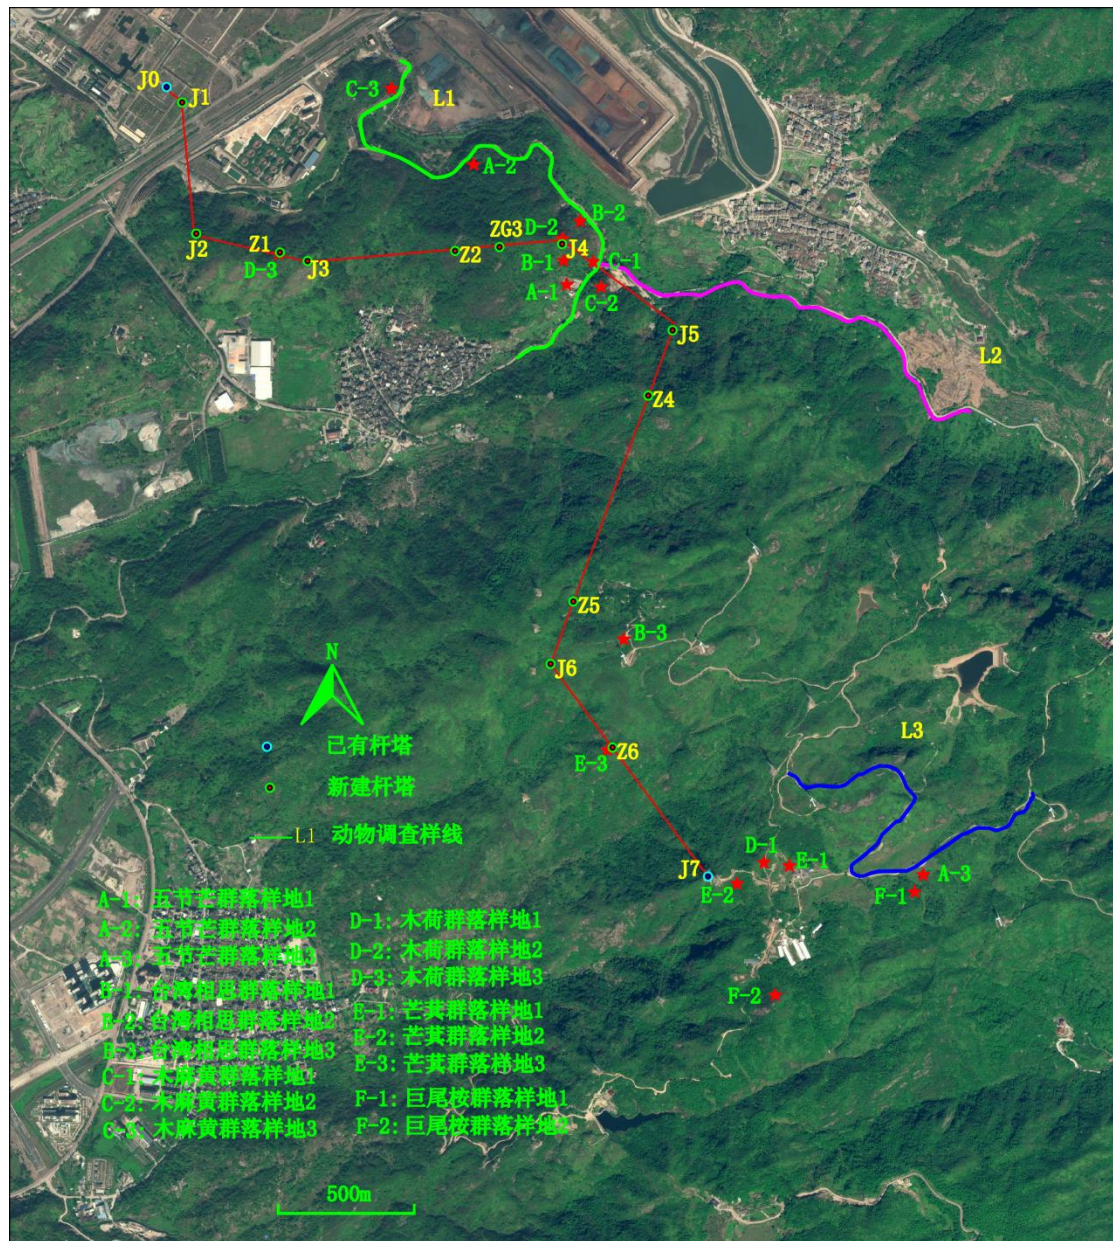 J0
J1
C-3
L1
A-2
B-2
D-2
ZG3
J4
J2
Z1
Z2
D-3
J3
B-1
C-1
A-1
C-2
J5
L2
Z4
Z5
B-3
J6
N
L3
已有杆塔
Z6
E-3
新建杆塔
L1 动物调查样线
D-1
E-1
J7
E-2
A-3
F-1
F-2
A-1: 五节芒群落样地1
A-2: 五节芒群落样地2
A-3: 五节芒群落样地3
B-1: 台湾相思群落样地1
B-2: 台湾相思群落样地2
B-3: 台湾相思群落样地3
C-1: 木麻黄群落样地1
C-2: 木麻黄群落样地2
C-3: 木麻黄群落样地3
D-1: 木荷群落样地1
D-2: 木荷群落样地2
D-3: 木荷群落样地3
E-1: 芒萁群落样地1
E-2: 芒萁群落样地2
E-3: 芒萁群落样地3
F-1: 巨尾桉群落样地1
F-2: 巨尾桉群落样地2
500m